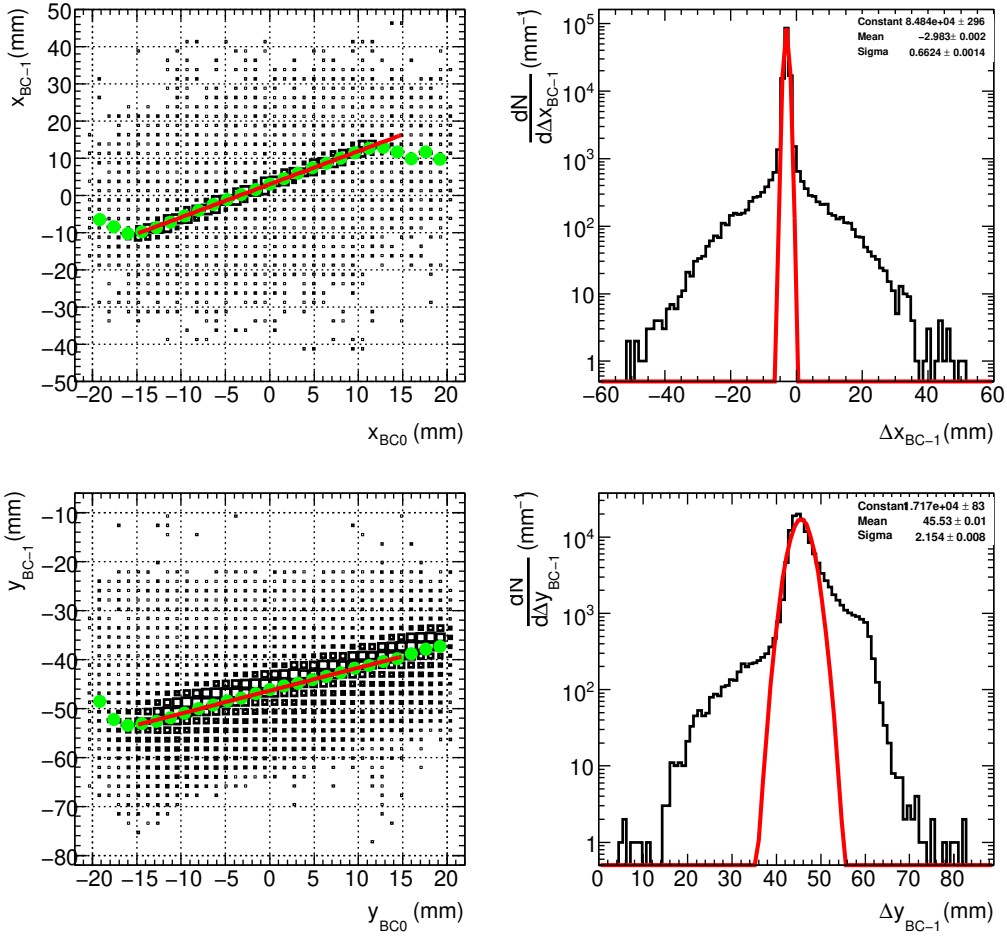 x_BC−1 (mm)
50
40
30
20
10
0
−10
−20
−30
−40
−50
−20 −15 −10 −5 0 5 10 15 20
x_BC0 (mm)
dN
dΔx_BC−1 (mm⁻¹)
Constant 8.484e+04 ± 296
Mean −2.983 ± 0.002
Sigma 0.6624 ± 0.0014
10⁵
10⁴
10³
10²
10
1
−60 −40 −20 0 20 40 60
Δx_BC−1 (mm)
y_BC−1 (mm)
−10
−20
−30
−40
−50
−60
−70
−80
−20 −15 −10 −5 0 5 10 15 20
y_BC0 (mm)
dN
dΔy_BC−1 (mm⁻¹)
Constant 1.717e+04 ± 83
Mean 45.53 ± 0.01
Sigma 2.154 ± 0.008
10⁴
10³
10²
10
1
0 10 20 30 40 50 60 70 80
Δy_BC−1 (mm)